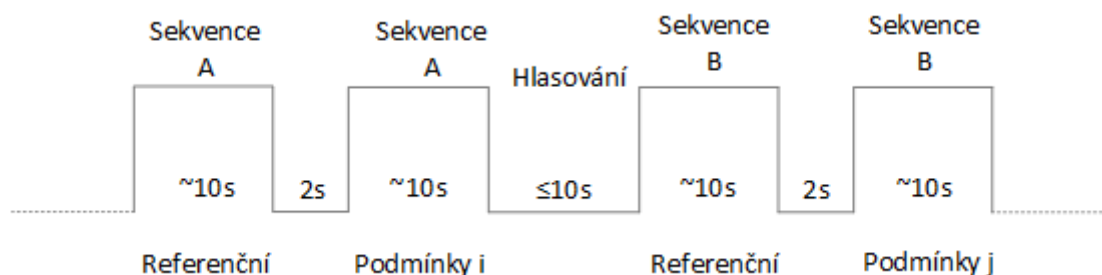 Sekvence
A
Sekvence
A
Hlasování
Sekvence
B
Sekvence
B
~10s
2s
~10s
≤10s
~10s
2s
~10s
Referenční
Podmínky i
Referenční
Podmínky j